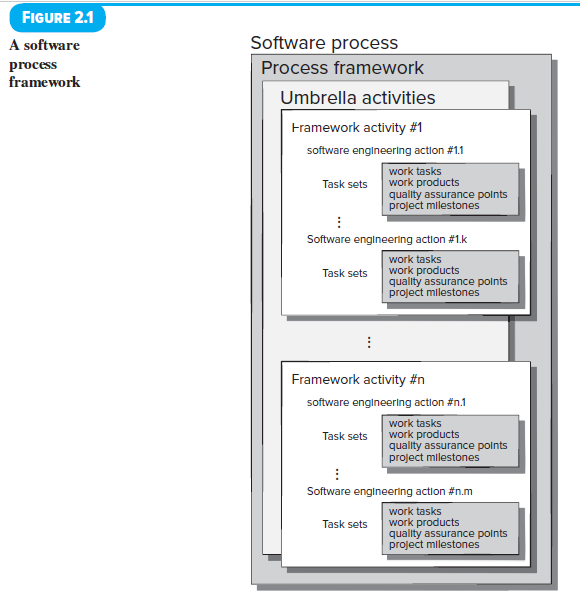 FIGURE 2.1
A software
process
framework
Software process
Process framework
Umbrella activities
Framework activity #1
software engineering action #1.1
Task sets
work tasks
work products
quality assurance points
project milestones
⋮
Software engineering action #1.k
Task sets
work tasks
work products
quality assurance points
project milestones
⋮
Framework activity #n
software engineering action #n.1
Task sets
work tasks
work products
quality assurance points
project milestones
⋮
Software engineering action #n.m
Task sets
work tasks
work products
quality assurance points
project milestones